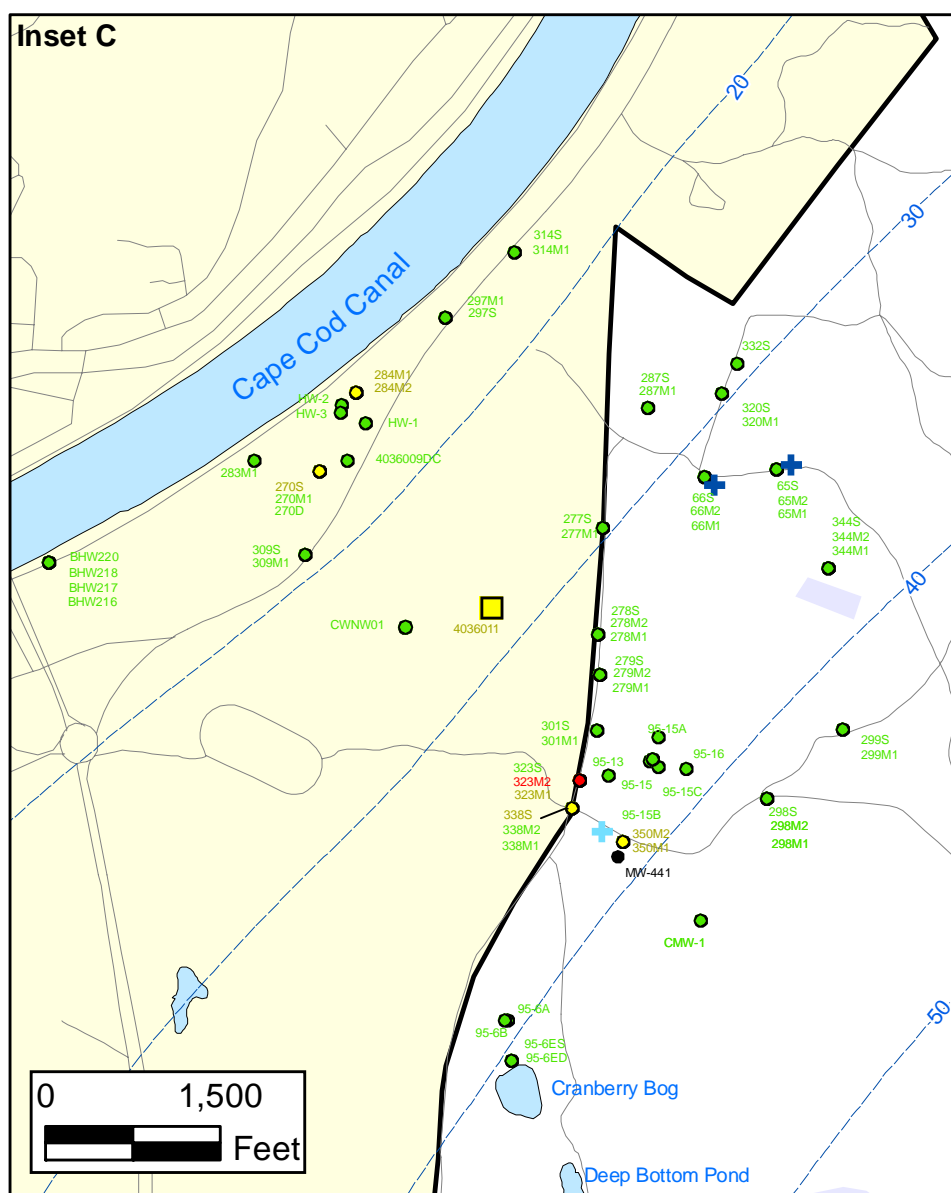 Inset C
20
30
314S
314M1
297M1
297S
Cape Cod Canal
332S
284M1
284M2
287S
287M1
HW-2
HW-3
320S
320M1
HW-1
283M1
4036009DC
270S
270M1
270D
65S
65M2
65M1
66S
66M2
66M1
277S
277M1
344S
344M2
344M1
309S
309M1
BHW220
BHW218
BHW217
BHW216
40
CWNW01
4036011
278S
278M2
278M1
279S
279M2
279M1
301S
301M1
95-15A
299S
299M1
95-13
95-16
95-15
95-15C
323S
323M2
323M1
338S
338M2
338M1
95-15B
298S
298M2
298M1
350M2
350M1
MW-441
CMW-1
50
95-6A
95-6B
95-6ES
95-6ED
Cranberry Bog
0 1,500
Feet
Deep Bottom Pond